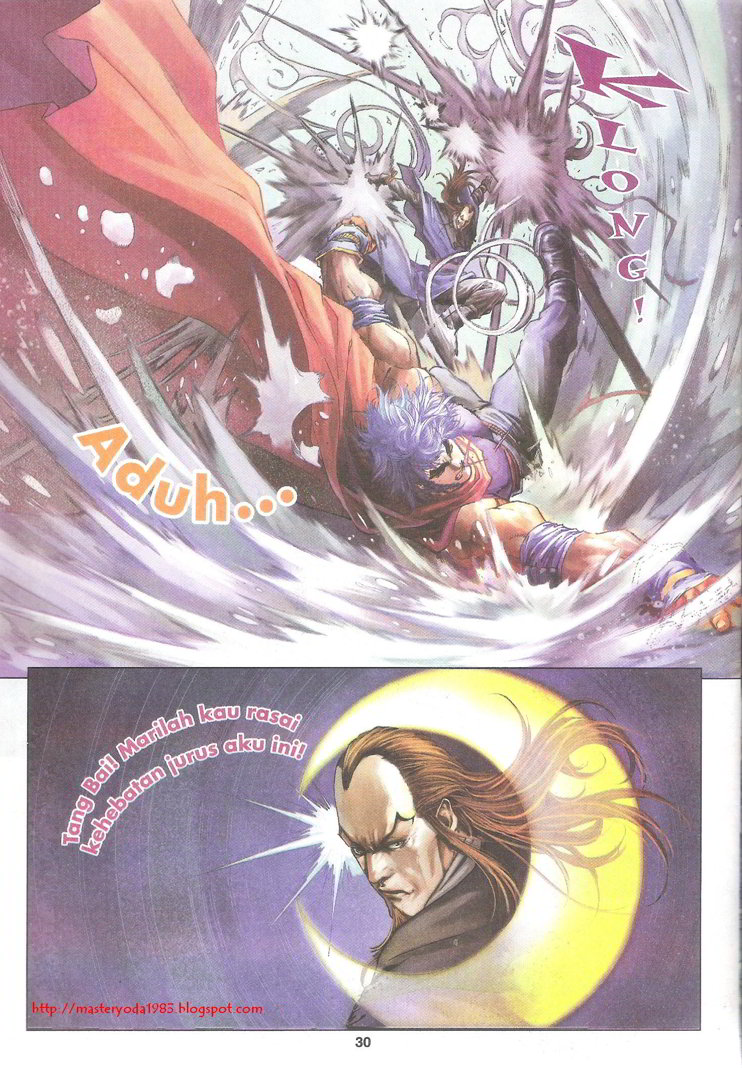 KLONG!
Aduh...
Tang Bai! Marilah kau rasai
kehebatan jurus aku ini!
http://masteryoda1983.blogspot.com
30